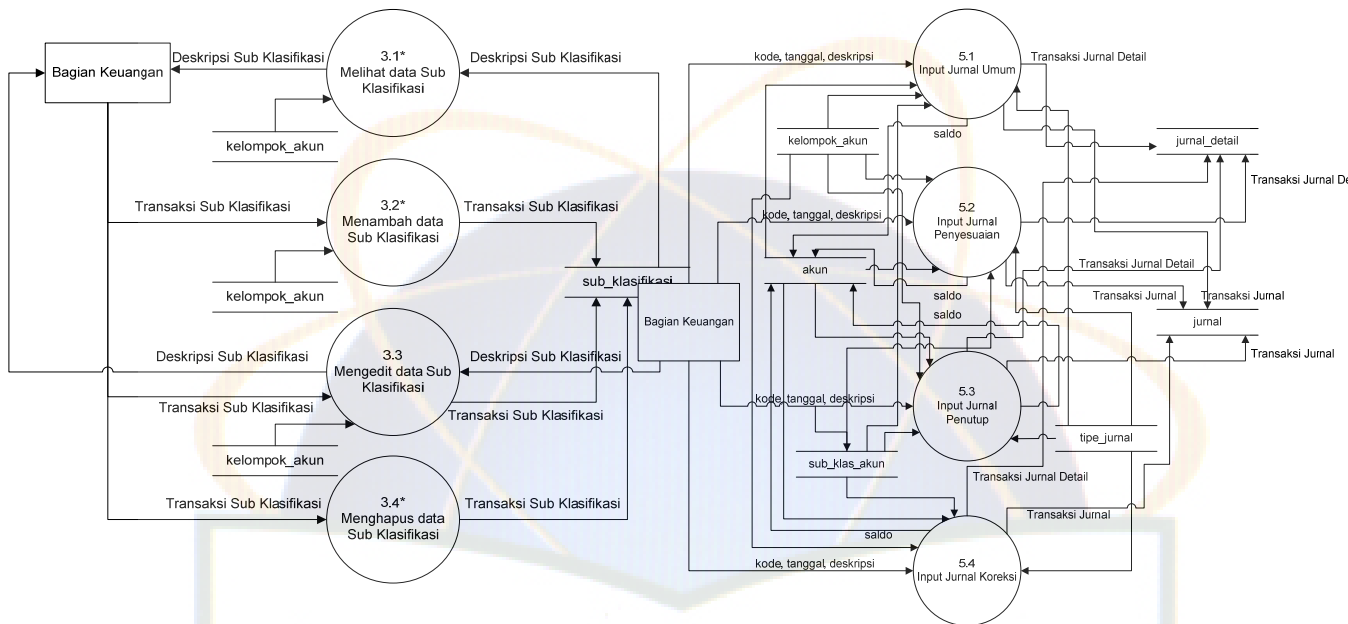 Bagian Keuangan
Deskripsi Sub Klasifikasi
3.1*
Melihat data Sub
Klasifikasi
Deskripsi Sub Klasifikasi
kelompok_akun
Transaksi Sub Klasifikasi
3.2*
Menambah data
Sub Klasifikasi
Transaksi Sub Klasifikasi
kelompok_akun
sub_klasifikasi
Deskripsi Sub Klasifikasi
3.3
Mengedit data Sub
Klasifikasi
Deskripsi Sub Klasifikasi
Transaksi Sub Klasifikasi
Transaksi Sub Klasifikasi
kelompok_akun
Transaksi Sub Klasifikasi
3.4*
Menghapus data
Sub Klasifikasi
Transaksi Sub Klasifikasi
Bagian Keuangan
kode, tanggal, deskripsi
5.1
Input Jurnal Umum
Transaksi Jurnal Detail
saldo
kelompok_akun
jurnal_detail
Transaksi Jurnal De
kode, tanggal, deskripsi
5.2
Input Jurnal
Penyesuaian
akun
Transaksi Jurnal Detail
saldo
saldo
Transaksi Jurnal
Transaksi Jurnal
jurnal
Transaksi Jurnal
kode, tanggal, deskripsi
5.3
Input Jurnal
Penutup
tipe_jurnal
sub_klas_akun
Transaksi Jurnal Detail
Transaksi Jurnal
saldo
kode, tanggal, deskripsi
5.4
Input Jurnal Koreksi